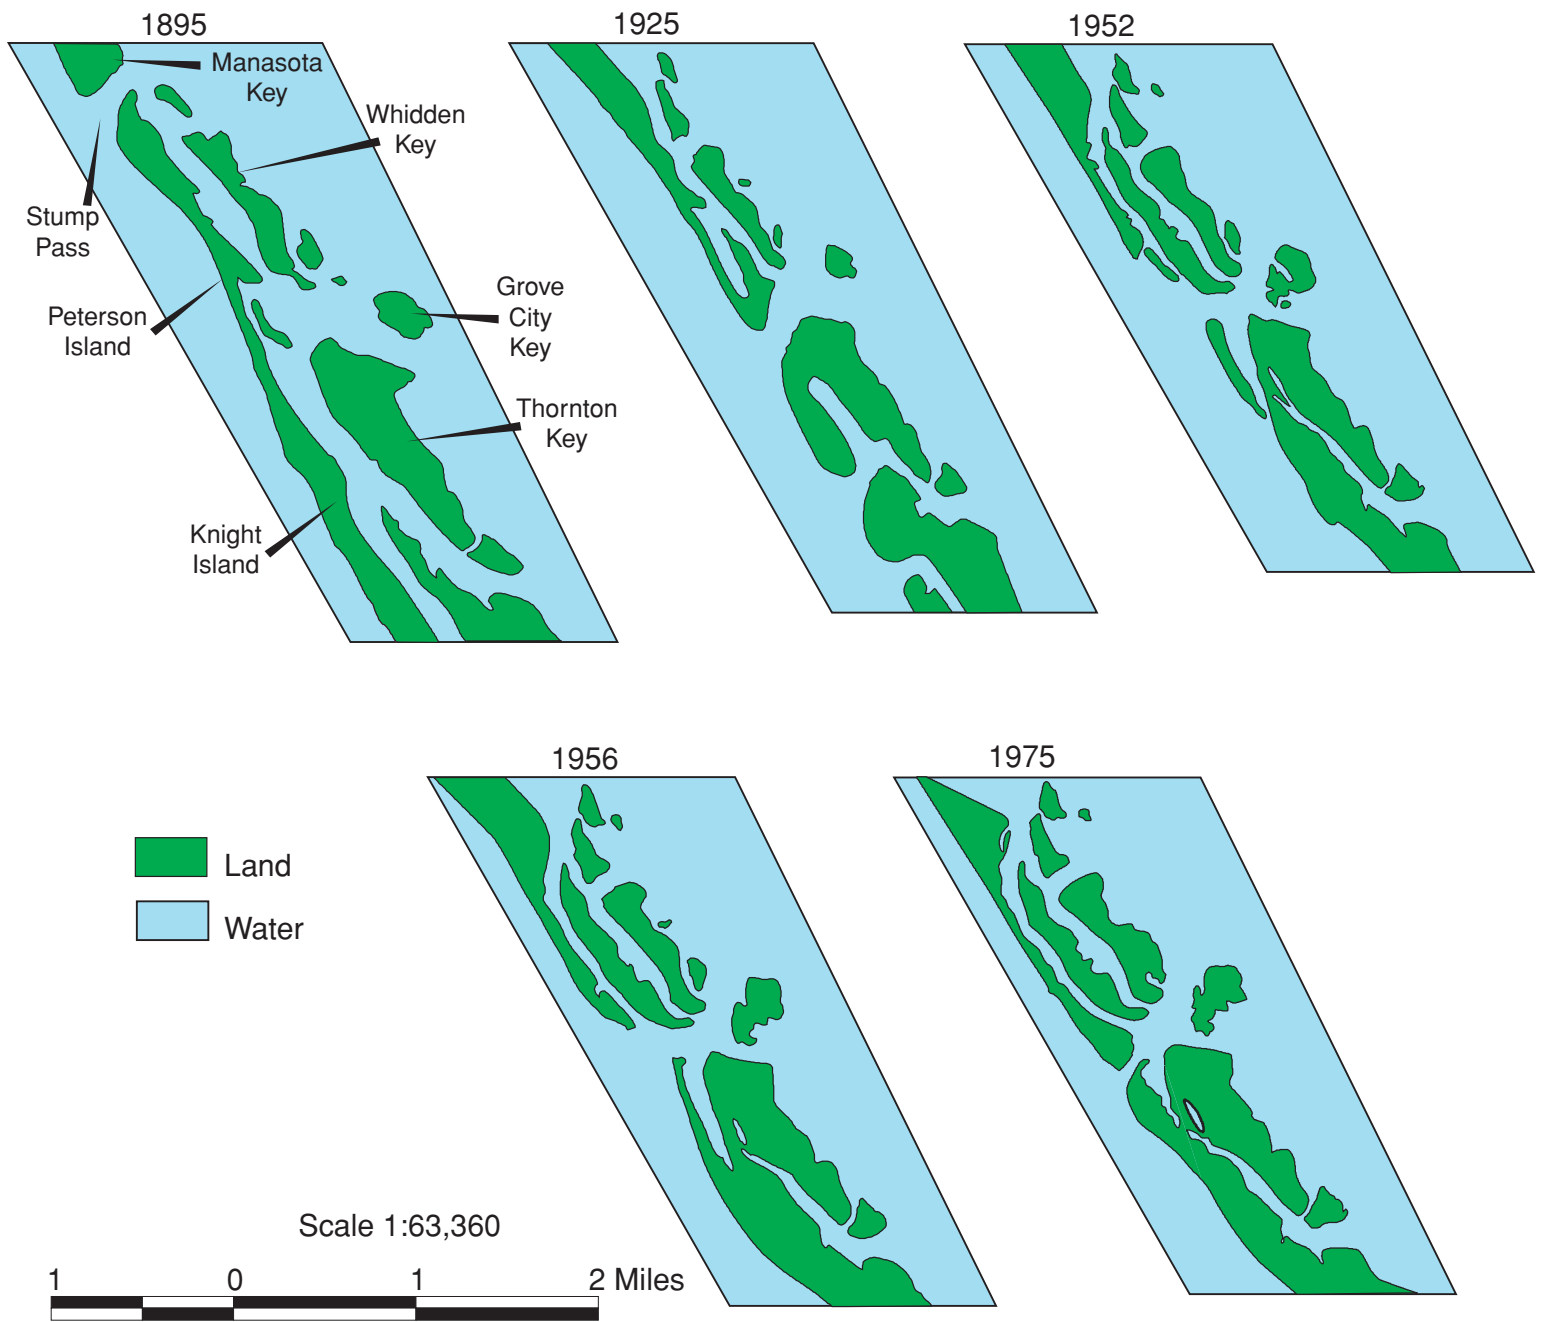 1895
1925
1952
Manasota
Key
Whidden
Key
Stump
Pass
Peterson
Island
Grove
City
Key
Thornton
Key
Knight
Island
1956
1975
Land
Water
Scale 1:63,360
1 0 1 2 Miles